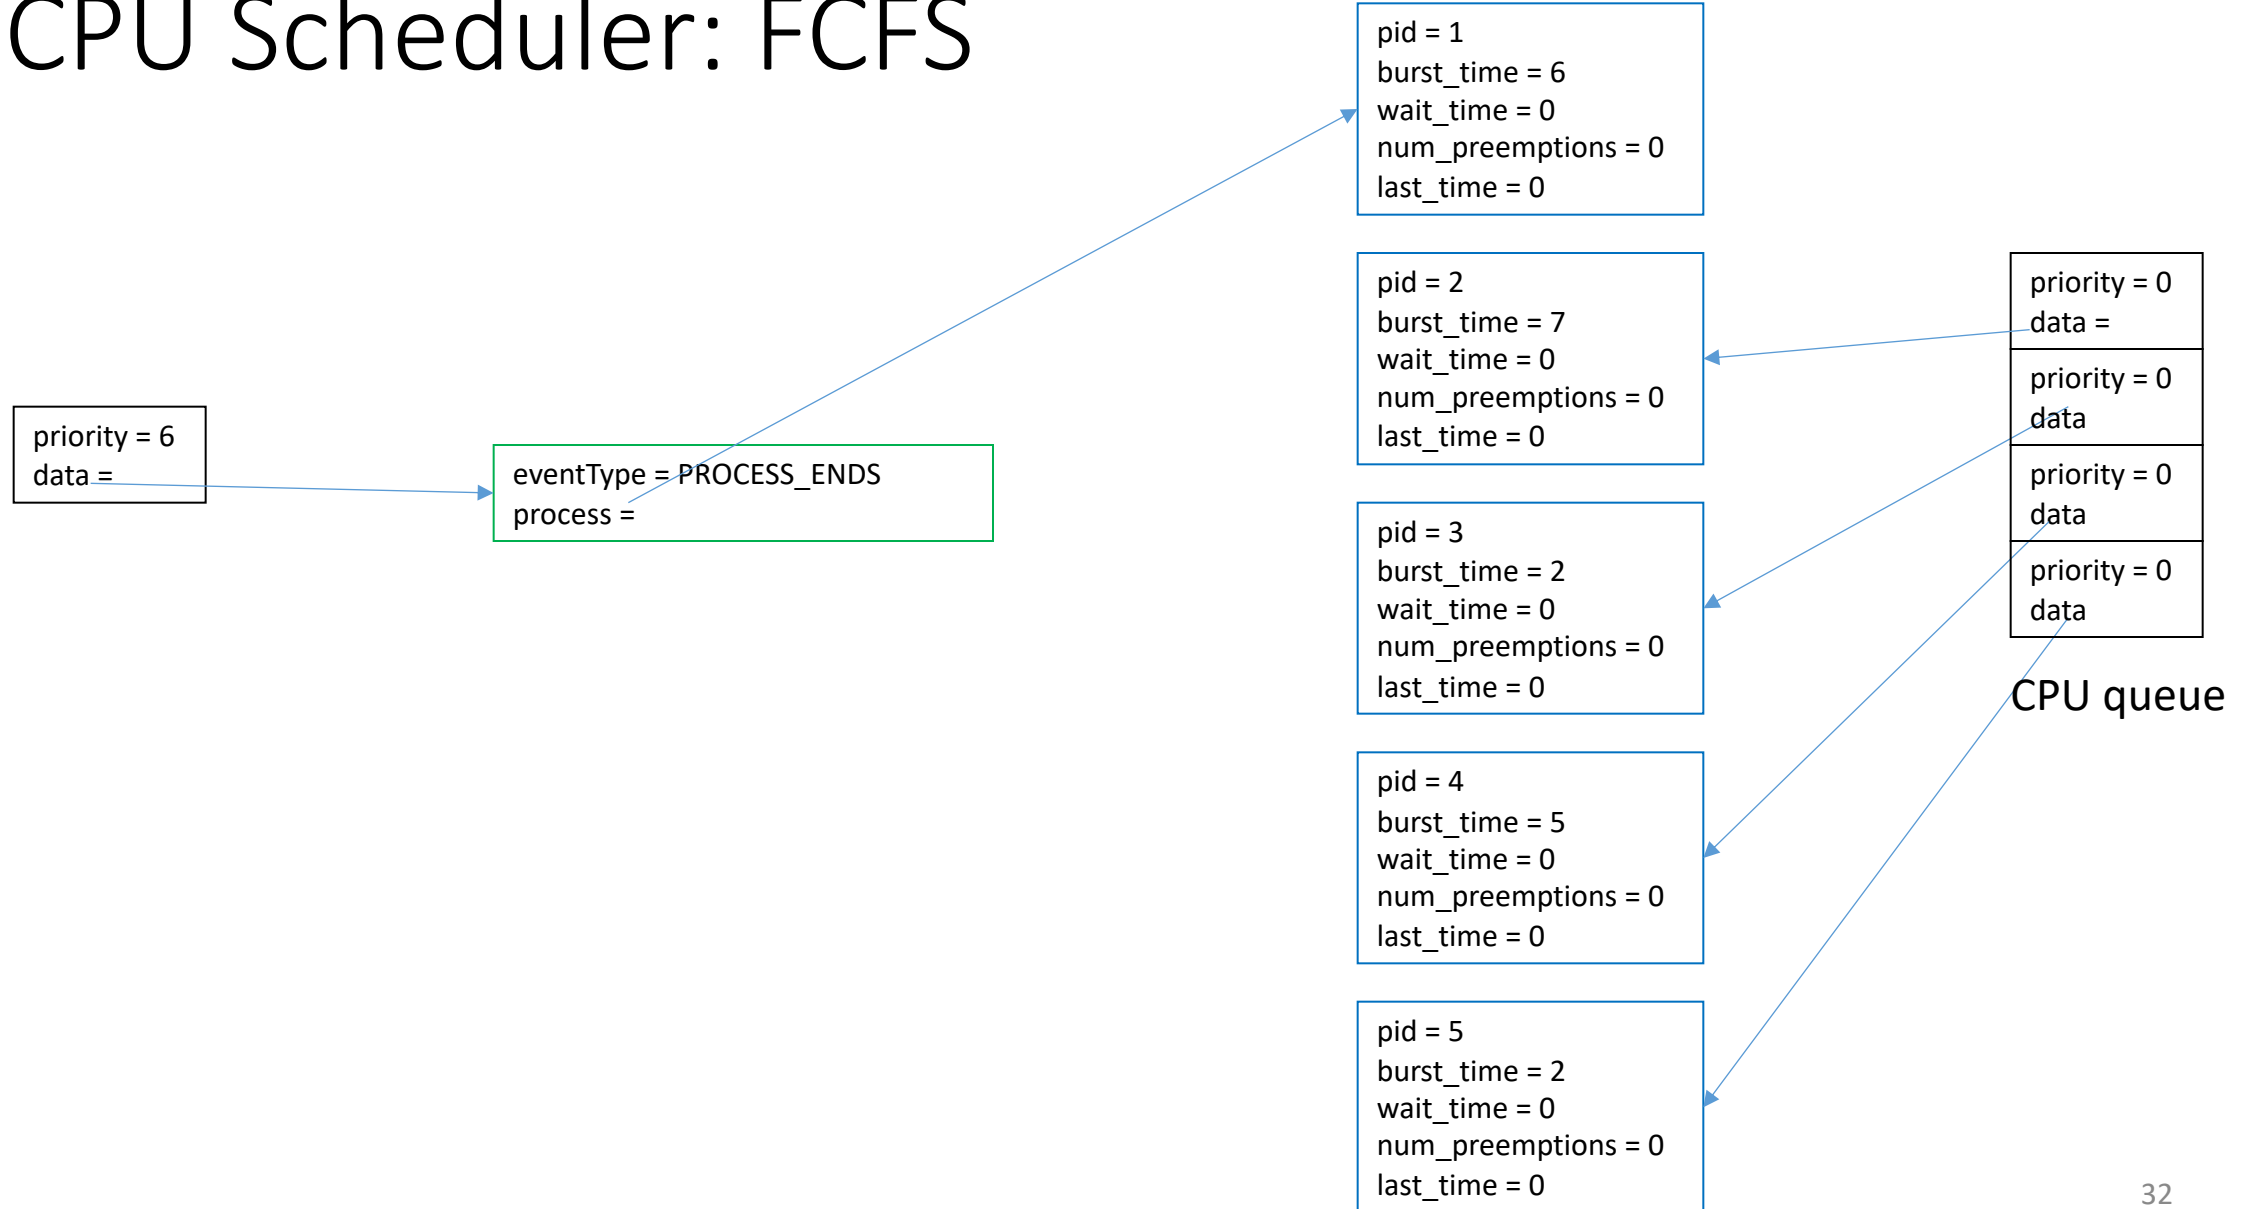 CPU Scheduler: FCFS
pid = 1
burst_time = 6
wait_time = 0
num_preemptions = 0
last_time = 0
pid = 2
burst_time = 7
wait_time = 0
num_preemptions = 0
last_time = 0
priority = 0
data =
priority = 0
data
priority = 0
data
priority = 0
data
CPU queue
priority = 6
data =
eventType = PROCESS_ENDS
process =
pid = 3
burst_time = 2
wait_time = 0
num_preemptions = 0
last_time = 0
pid = 4
burst_time = 5
wait_time = 0
num_preemptions = 0
last_time = 0
pid = 5
burst_time = 2
wait_time = 0
num_preemptions = 0
last_time = 0
32